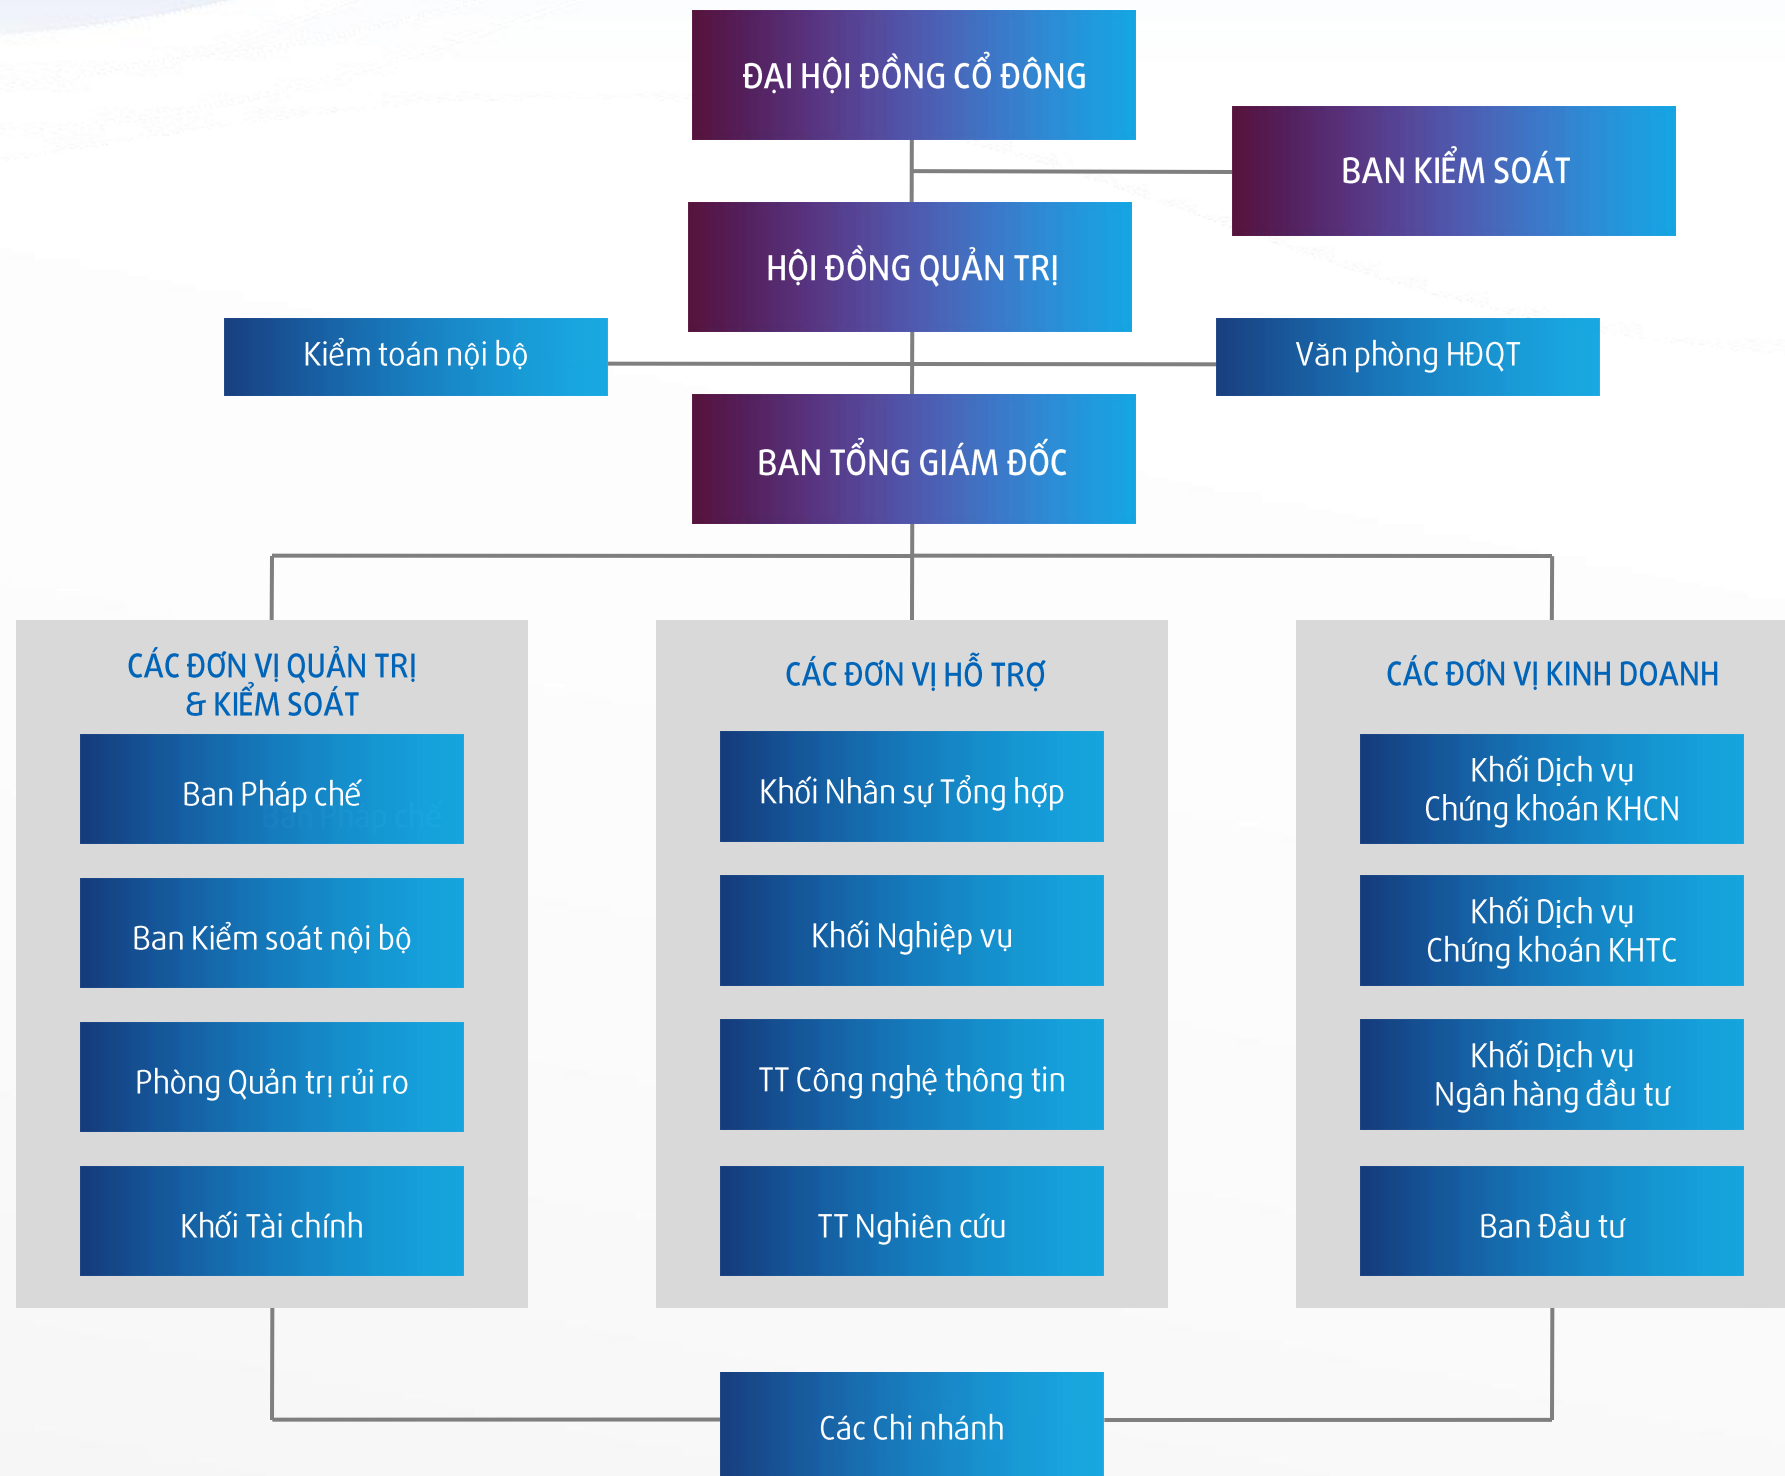 ĐẠI HỘI ĐỒNG CỔ ĐÔNG
BAN KIỂM SOÁT
HỘI ĐỒNG QUẢN TRỊ
Kiểm toán nội bộ
Văn phòng HĐQT
BAN TỔNG GIÁM ĐỐC
CÁC ĐƠN VỊ QUẢN TRỊ
& KIỂM SOÁT
Ban Pháp chế
Ban Pháp chế
Ban Kiểm soát nội bộ
Phòng Quản trị rủi ro
Khối Tài chính
CÁC ĐƠN VỊ HỖ TRỢ
Khối Nhân sự Tổng hợp
Khối Nghiệp vụ
TT Công nghệ thông tin
TT Nghiên cứu
CÁC ĐƠN VỊ KINH DOANH
Khối Dịch vụ
Chứng khoán KHCN
Khối Dịch vụ
Chứng khoán KHTC
Khối Dịch vụ
Ngân hàng đầu tư
Ban Đầu tư
Các Chi nhánh